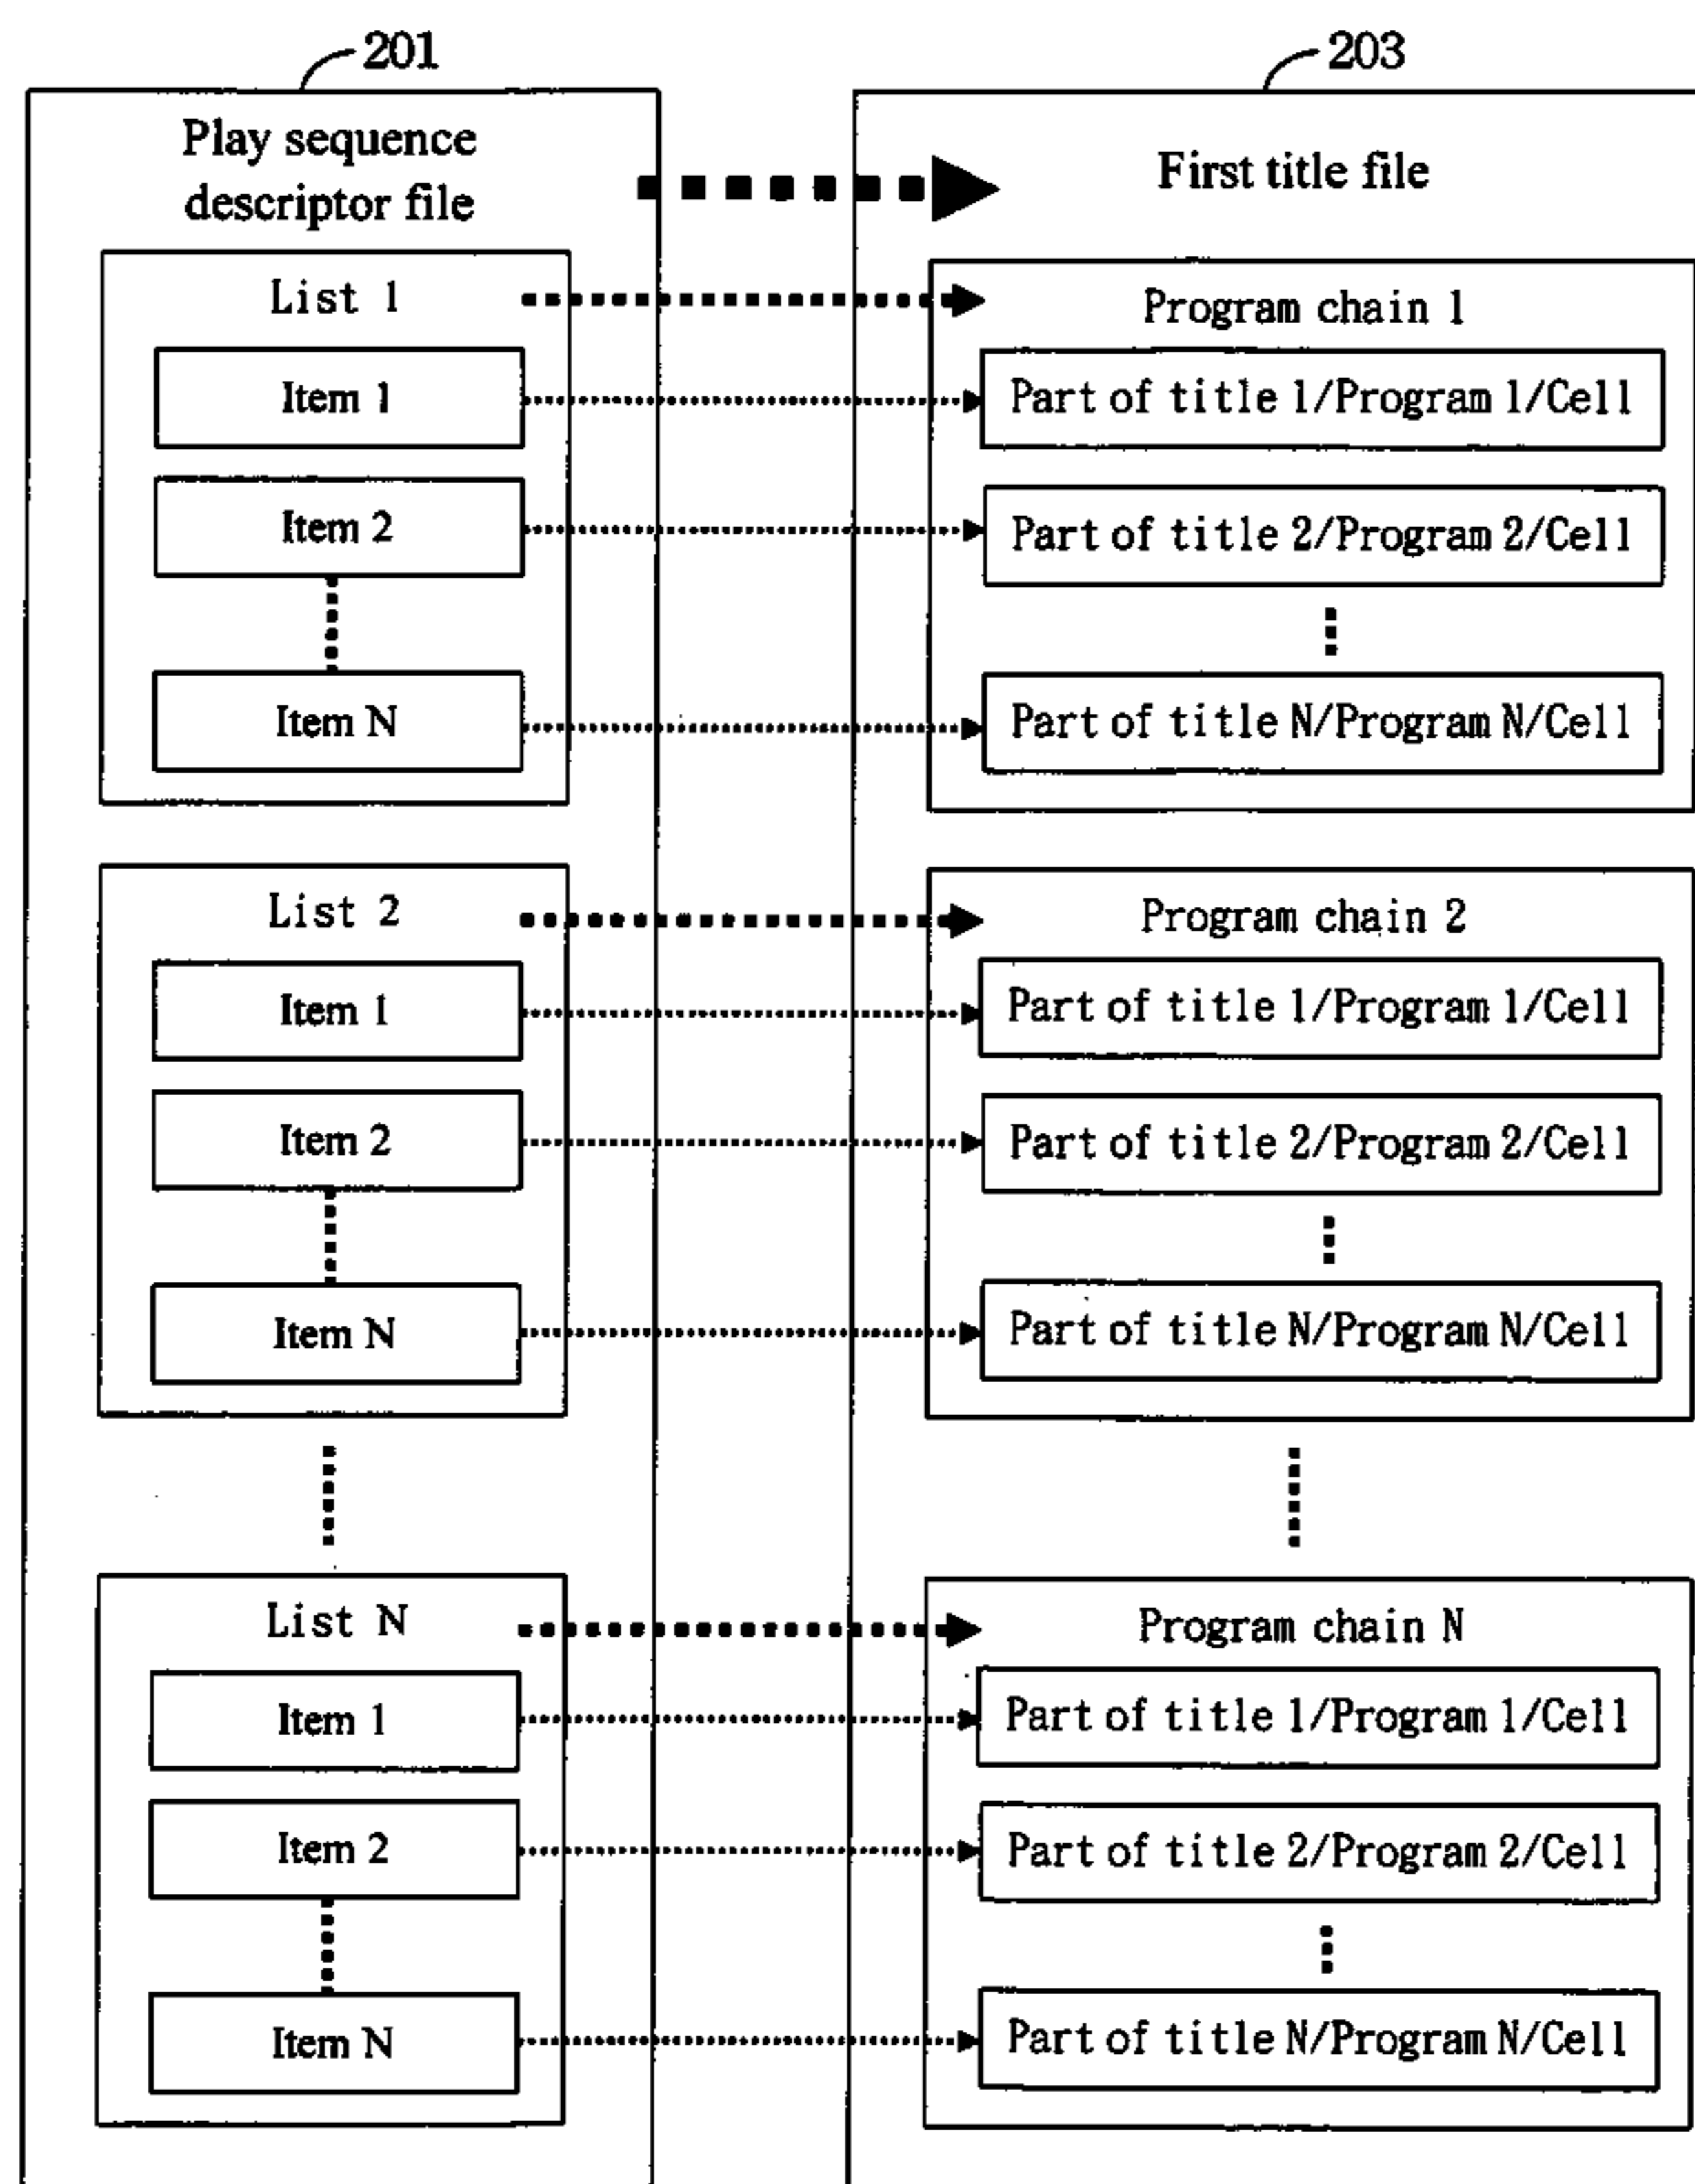 201
Play sequence
descriptor file
List 1
Item 1
Item 2
Item N
List 2
Item 1
Item 2
Item N
List N
Item 1
Item 2
Item N
203
First title file
Program chain 1
Part of title 1/Program 1/Cell
Part of title 2/Program 2/Cell
Part of title N/Program N/Cell
Program chain 2
Part of title 1/Program 1/Cell
Part of title 2/Program 2/Cell
Part of title N/Program N/Cell
Program chain N
Part of title 1/Program 1/Cell
Part of title 2/Program 2/Cell
Part of title N/Program N/Cell